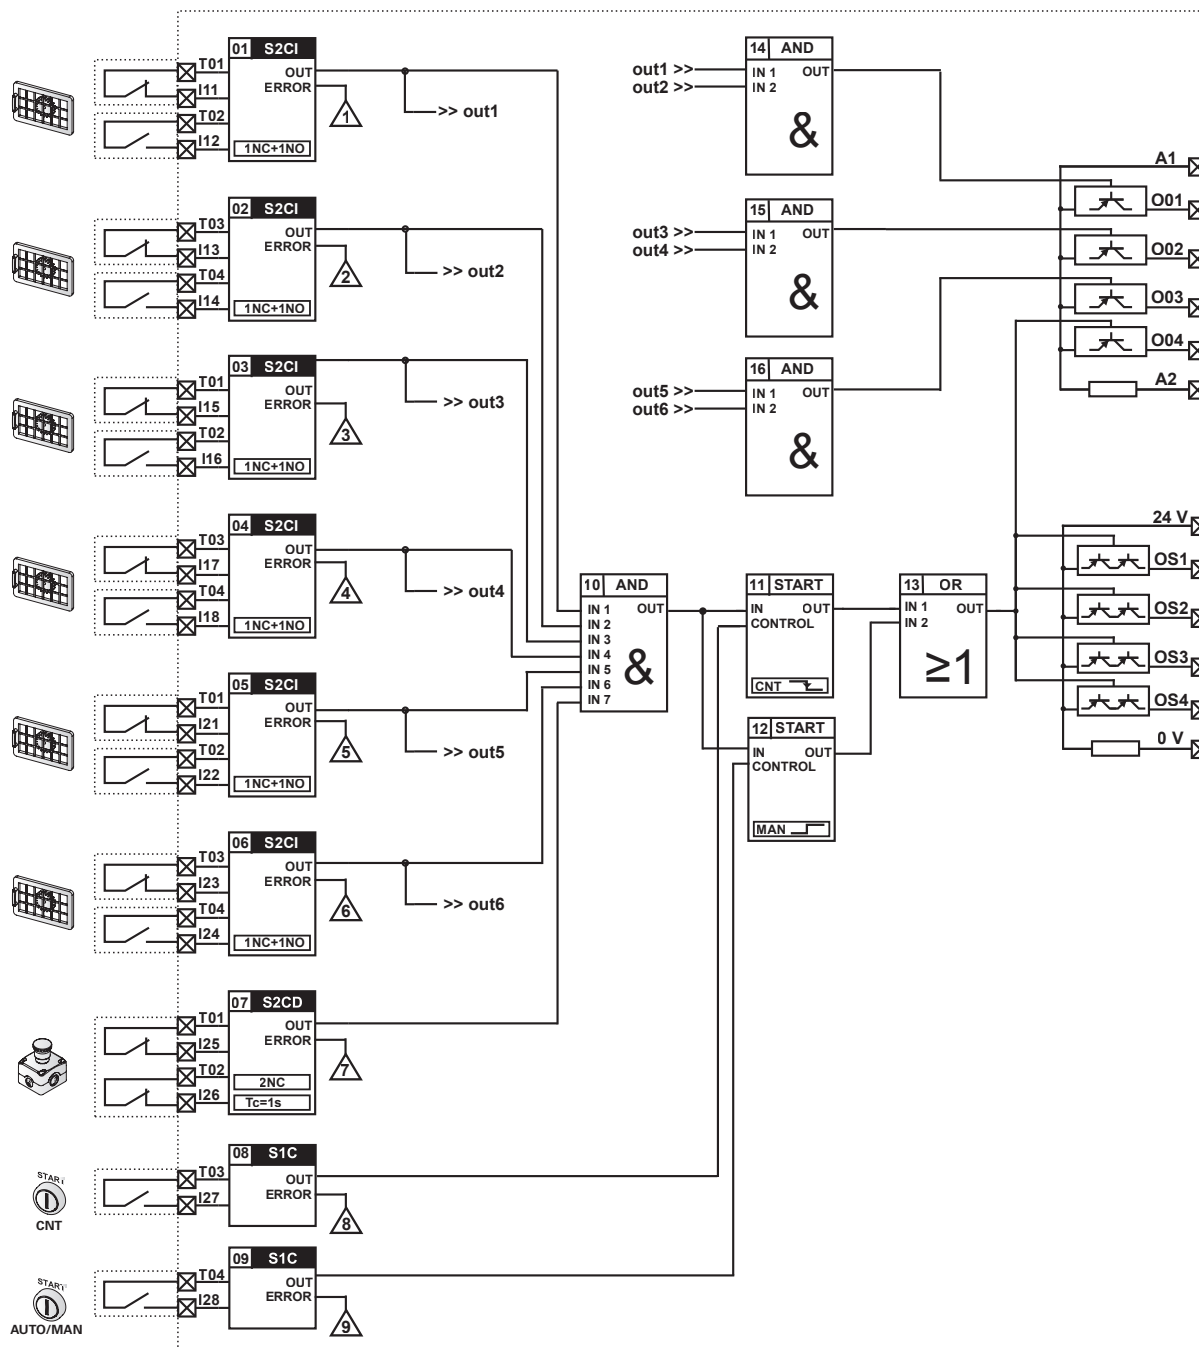 01 S2CI
T01
I11
T02
I12
OUT
ERROR
1NC+1NO
1
>> out1
02 S2CI
T03
I13
T04
I14
OUT
ERROR
1NC+1NO
2
>> out2
03 S2CI
T01
I15
T02
I16
OUT
ERROR
1NC+1NO
3
>> out3
04 S2CI
T03
I17
T04
I18
OUT
ERROR
1NC+1NO
4
>> out4
05 S2CI
T01
I21
T02
I22
OUT
ERROR
1NC+1NO
5
>> out5
06 S2CI
T03
I23
T04
I24
OUT
ERROR
1NC+1NO
6
>> out6
07 S2CD
T01
I25
T02
I26
OUT
ERROR
2NC
Tc=1s
7
START
CNT
08 S1C
T03
I27
OUT
ERROR
8
START
AUTO/MAN
09 S1C
T04
I28
OUT
ERROR
9
10 AND
IN 1 OUT
IN 2
IN 3
IN 4
IN 5
IN 6
IN 7
&
11 START
IN OUT
CONTROL
CNT
12 START
IN OUT
CONTROL
MAN
13 OR
IN 1 OUT
IN 2
≥1
14 AND
out1 >> IN 1 OUT
out2 >> IN 2
&
15 AND
out3 >> IN 1 OUT
out4 >> IN 2
&
16 AND
out5 >> IN 1 OUT
out6 >> IN 2
&
A1
O01
O02
O03
O04
A2
24 V
OS1
OS2
OS3
OS4
0 V